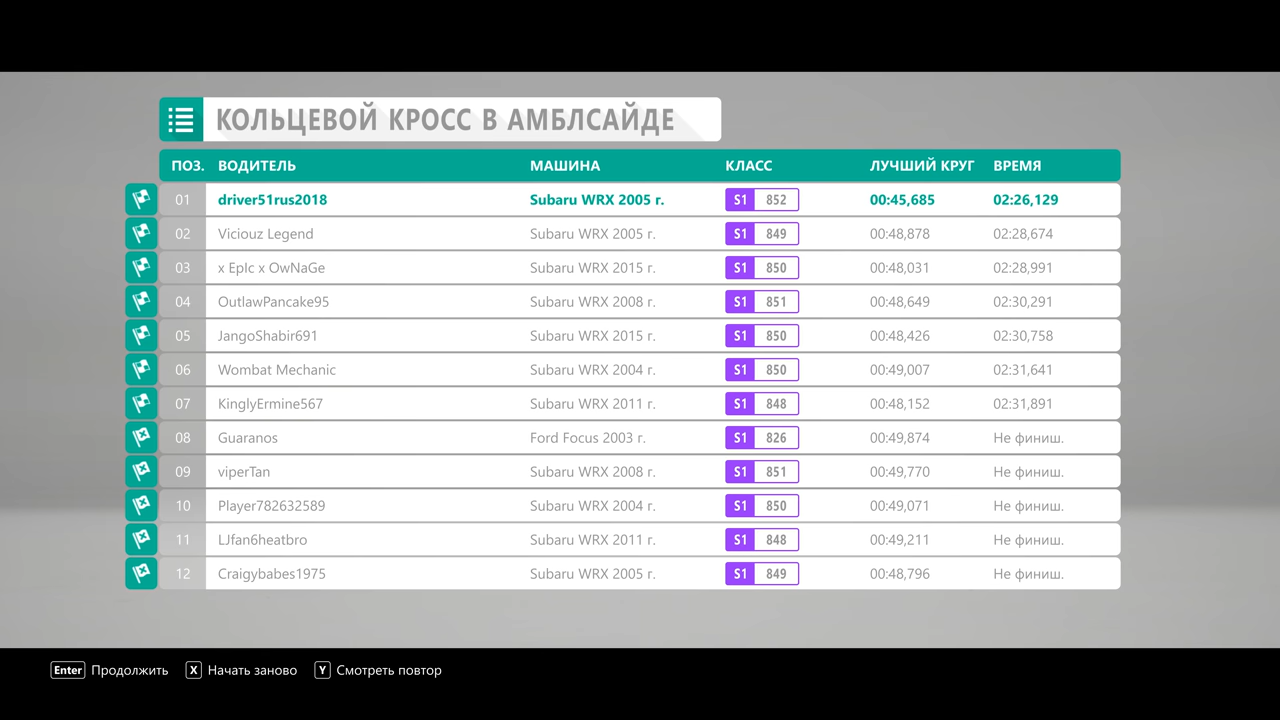 КОЛЬЦЕВОЙ КРОСС В АМБЛСАЙДЕ
ПОЗ. ВОДИТЕЛЬ МАШИНА КЛАСС ЛУЧШИЙ КРУГ ВРЕМЯ
01 driver51rus2018 Subaru WRX 2005 г. S1 852 00:45,685 02:26,129
02 Viciouz Legend Subaru WRX 2005 г. S1 849 00:48,878 02:28,674
03 x EpIc x OwNaGe Subaru WRX 2015 г. S1 850 00:48,031 02:28,991
04 OutlawPancake95 Subaru WRX 2008 г. S1 851 00:48,649 02:30,291
05 JangoShabir691 Subaru WRX 2015 г. S1 850 00:48,426 02:30,758
06 Wombat Mechanic Subaru WRX 2004 г. S1 850 00:49,007 02:31,641
07 KinglyErmine567 Subaru WRX 2011 г. S1 848 00:48,152 02:31,891
08 Guaranos Ford Focus 2003 г. S1 826 00:49,874 Не финиш.
09 viperTan Subaru WRX 2008 г. S1 851 00:49,770 Не финиш.
10 Player782632589 Subaru WRX 2004 г. S1 850 00:49,071 Не финиш.
11 LJfan6heatbro Subaru WRX 2011 г. S1 848 00:49,211 Не финиш.
12 Craigybabes1975 Subaru WRX 2005 г. S1 849 00:48,796 Не финиш.
Enter Продолжить X Начать заново Y Смотреть повтор